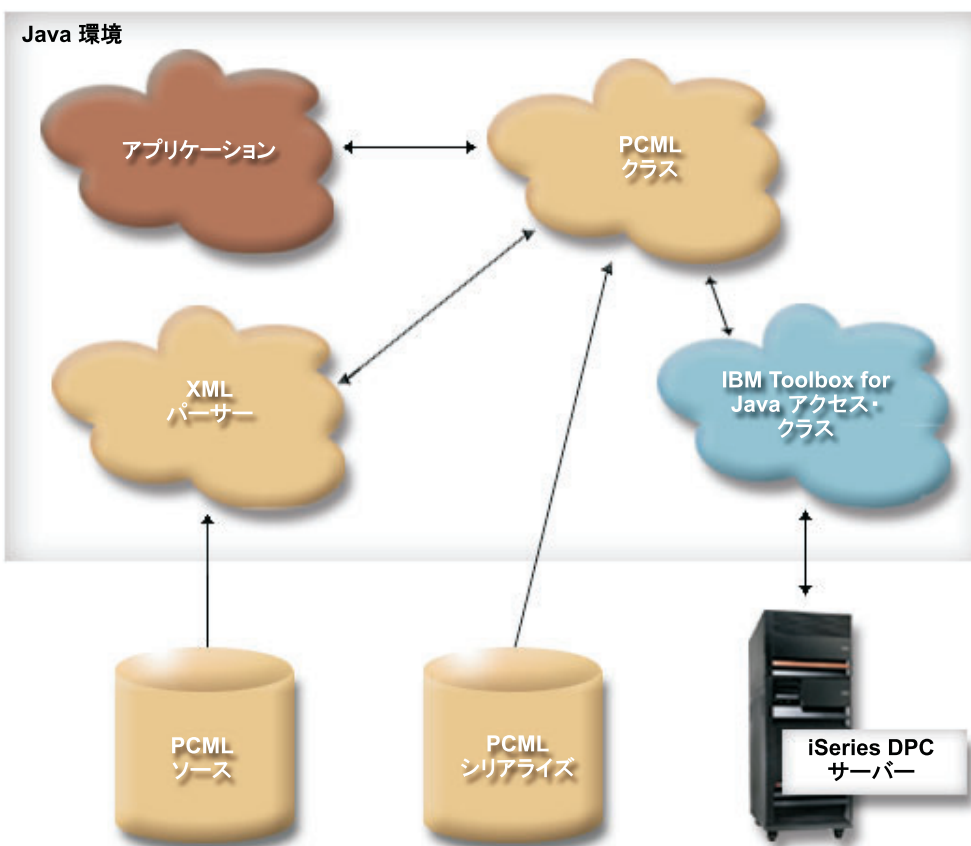 Java 環境
アプリケーション
PCML
クラス
XML
パーサー
IBM Toolbox for
Java アクセス・
クラス
PCML
ソース
PCML
シリアライズ
iSeries DPC
サーバー